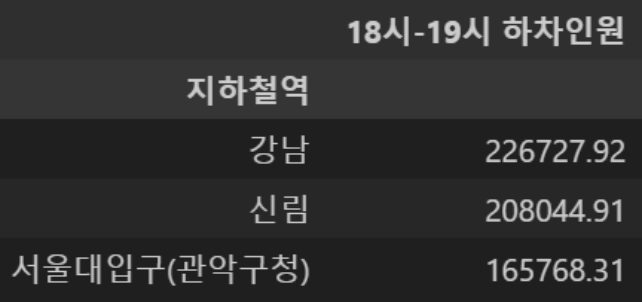 18시-19시 하차인원
지하철역
강남 226727.92
신림 208044.91
서울대입구(관악구청) 165768.31